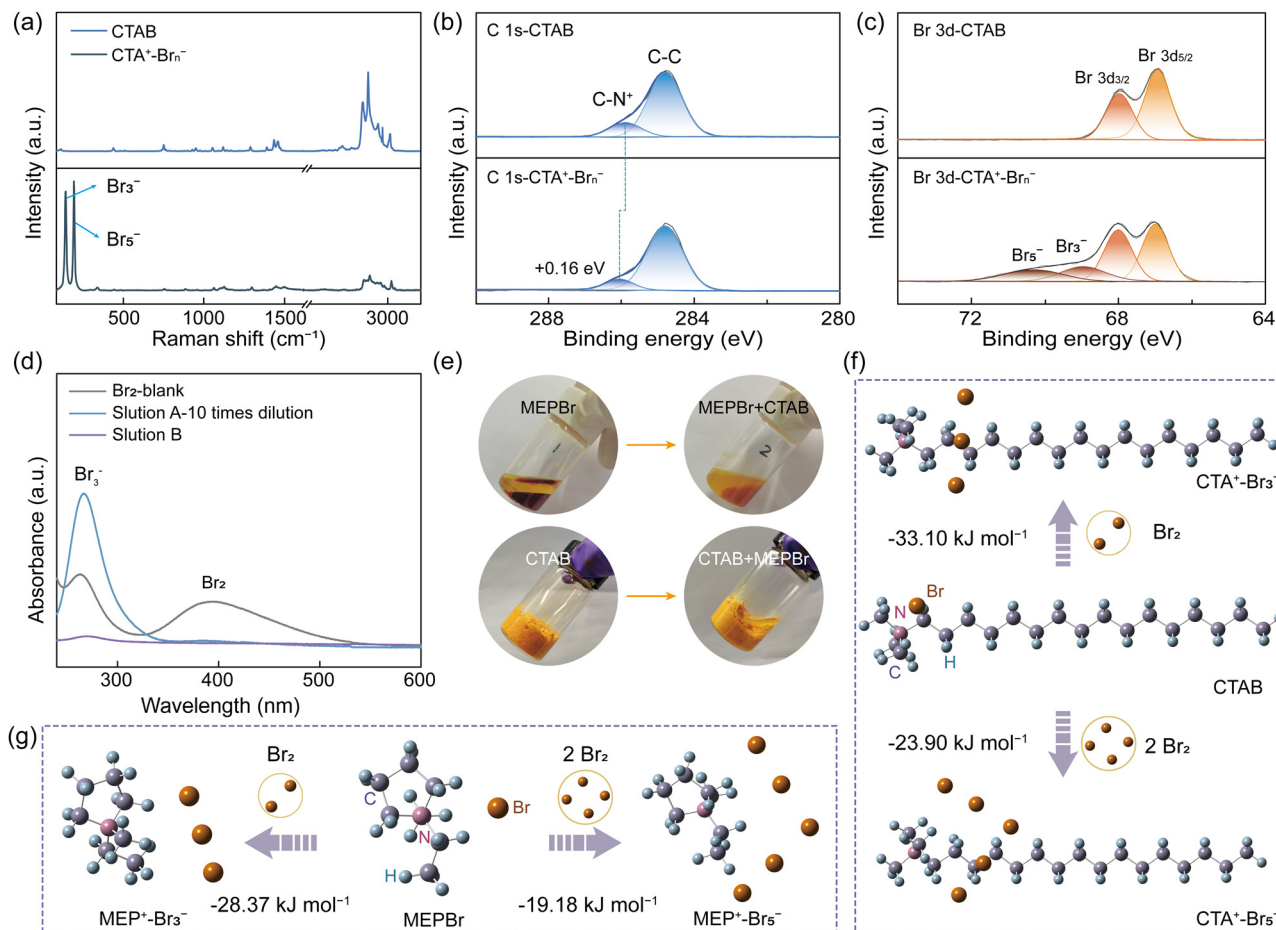 (a)
CTAB
CTA⁺-Brₙ⁻
Br₃⁻
Br₅⁻
Intensity (a.u.)
500
1000
1500
3000
Raman shift (cm⁻¹)
(b)
C 1s-CTAB
C-C
C-N⁺
C 1s-CTA⁺-Brₙ⁻
+0.16 eV
Intensity (a.u.)
288
284
280
Binding energy (eV)
(c)
Br 3d-CTAB
Br 3d₅/₂
Br 3d₃/₂
Br 3d-CTA⁺-Brₙ⁻
Br₅⁻
Br₃⁻
Intensity (a.u.)
72
68
64
Binding energy (eV)
(d)
Br₂-blank
Slution A-10 times dilution
Slution B
Br₃⁻
Br₂
Absorbance (a.u.)
300
400
500
600
Wavelength (nm)
(e)
MEPBr
1
MEPBr+CTAB
2
CTAB
CTAB+MEPBr
(f)
CTA⁺-Br₃⁻
-33.10 kJ mol⁻¹
Br₂
Br
N
H
C
CTAB
-23.90 kJ mol⁻¹
2 Br₂
CTA⁺-Br₅⁻
(g)
Br₂
2 Br₂
C
Br
N
H
-28.37 kJ mol⁻¹
-19.18 kJ mol⁻¹
MEP⁺-Br₃⁻
MEPBr
MEP⁺-Br₅⁻